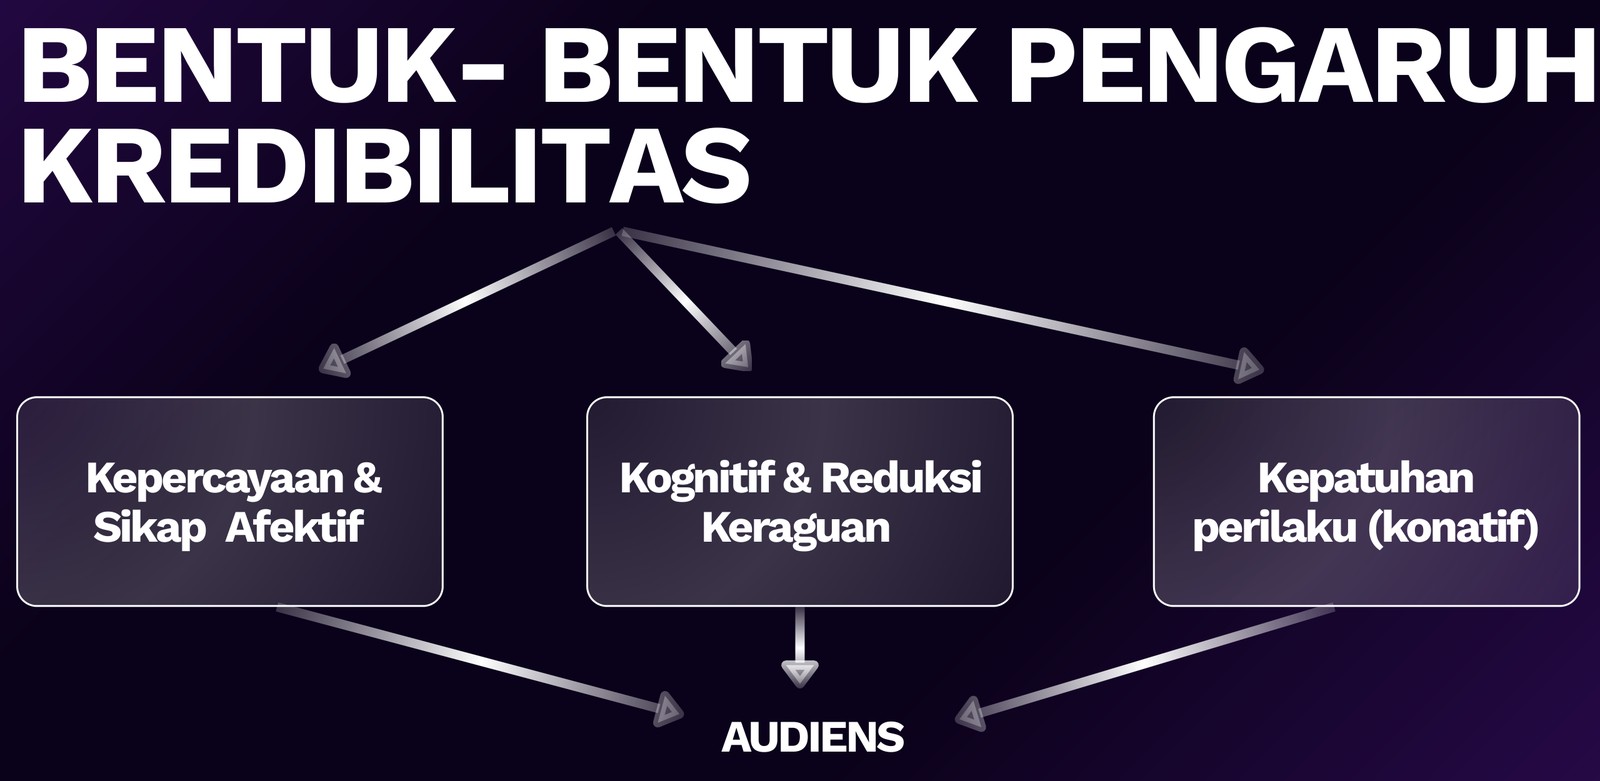 BENTUK- BENTUK PENGARUH
KREDIBILITAS
Kepercayaan &
Sikap  Afektif
Kognitif & Reduksi
Keraguan
Kepatuhan
perilaku (konatif)
AUDIENS